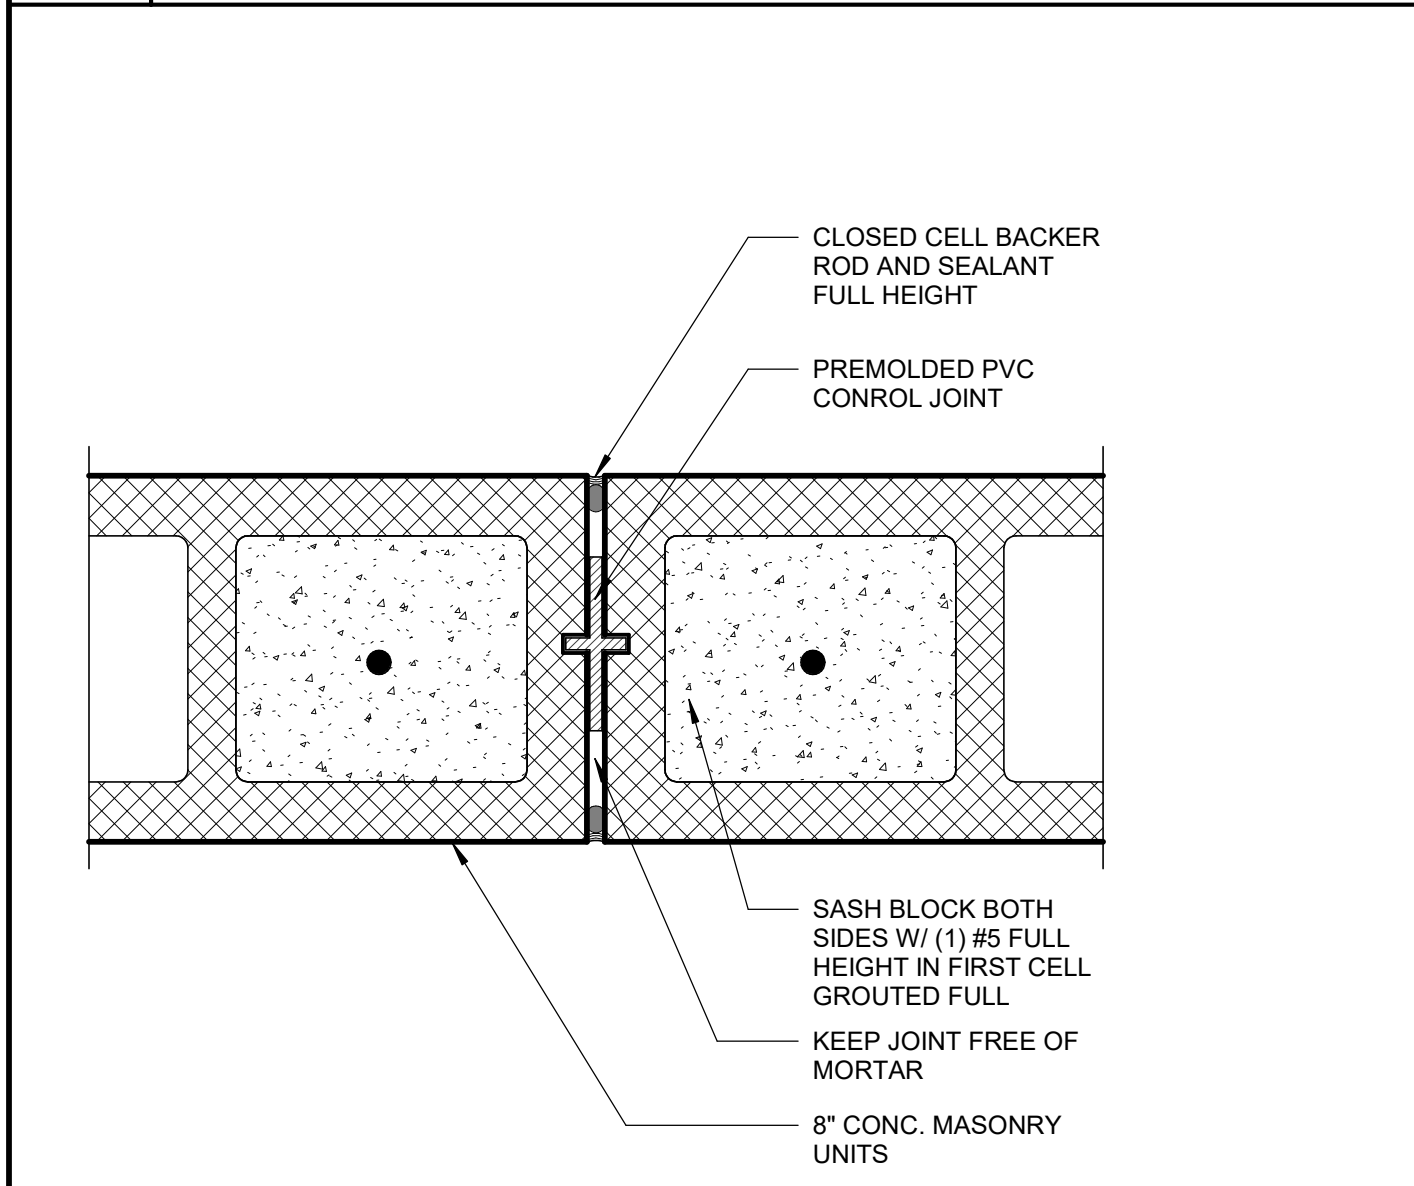 CLOSED CELL BACKER
ROD AND SEALANT
FULL HEIGHT
PREMOLDED PVC
CONROL JOINT
SASH BLOCK BOTH
SIDES W/ (1) #5 FULL
HEIGHT IN FIRST CELL
GROUTED FULL
KEEP JOINT FREE OF
MORTAR
8" CONC. MASONRY
UNITS